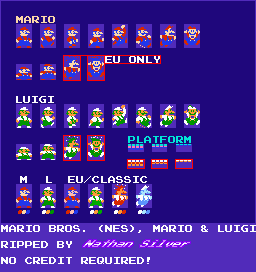 MARIO
EU ONLY
LUIGI
PLATFORM
M L EU/CLASSIC
MARIO BROS. (NES), MARIO & LUIGI
RIPPED BY Nathan Silver
NO CREDIT REQUIRED!